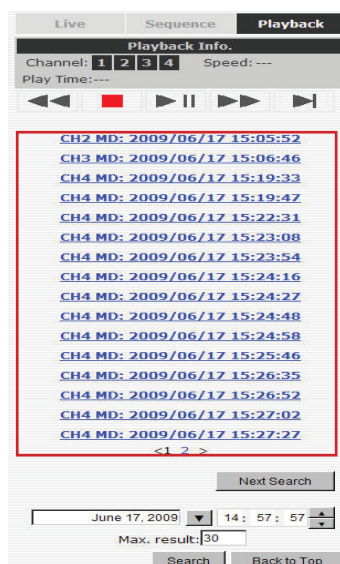 Live Sequence Playback
Playback Info.
Channel: 1 2 3 4 Speed: ---
Play Time:---
CH2 MD: 2009/06/17 15:05:52
CH3 MD: 2009/06/17 15:06:46
CH4 MD: 2009/06/17 15:19:33
CH4 MD: 2009/06/17 15:19:47
CH4 MD: 2009/06/17 15:22:31
CH4 MD: 2009/06/17 15:23:08
CH4 MD: 2009/06/17 15:23:54
CH4 MD: 2009/06/17 15:24:16
CH4 MD: 2009/06/17 15:24:27
CH4 MD: 2009/06/17 15:24:48
CH4 MD: 2009/06/17 15:24:58
CH4 MD: 2009/06/17 15:25:46
CH4 MD: 2009/06/17 15:26:35
CH4 MD: 2009/06/17 15:26:52
CH4 MD: 2009/06/17 15:27:02
CH4 MD: 2009/06/17 15:27:27
<1 2 >
Next Search
June 17, 2009 14: 57: 57
Max. result: 30
Search Back to Top